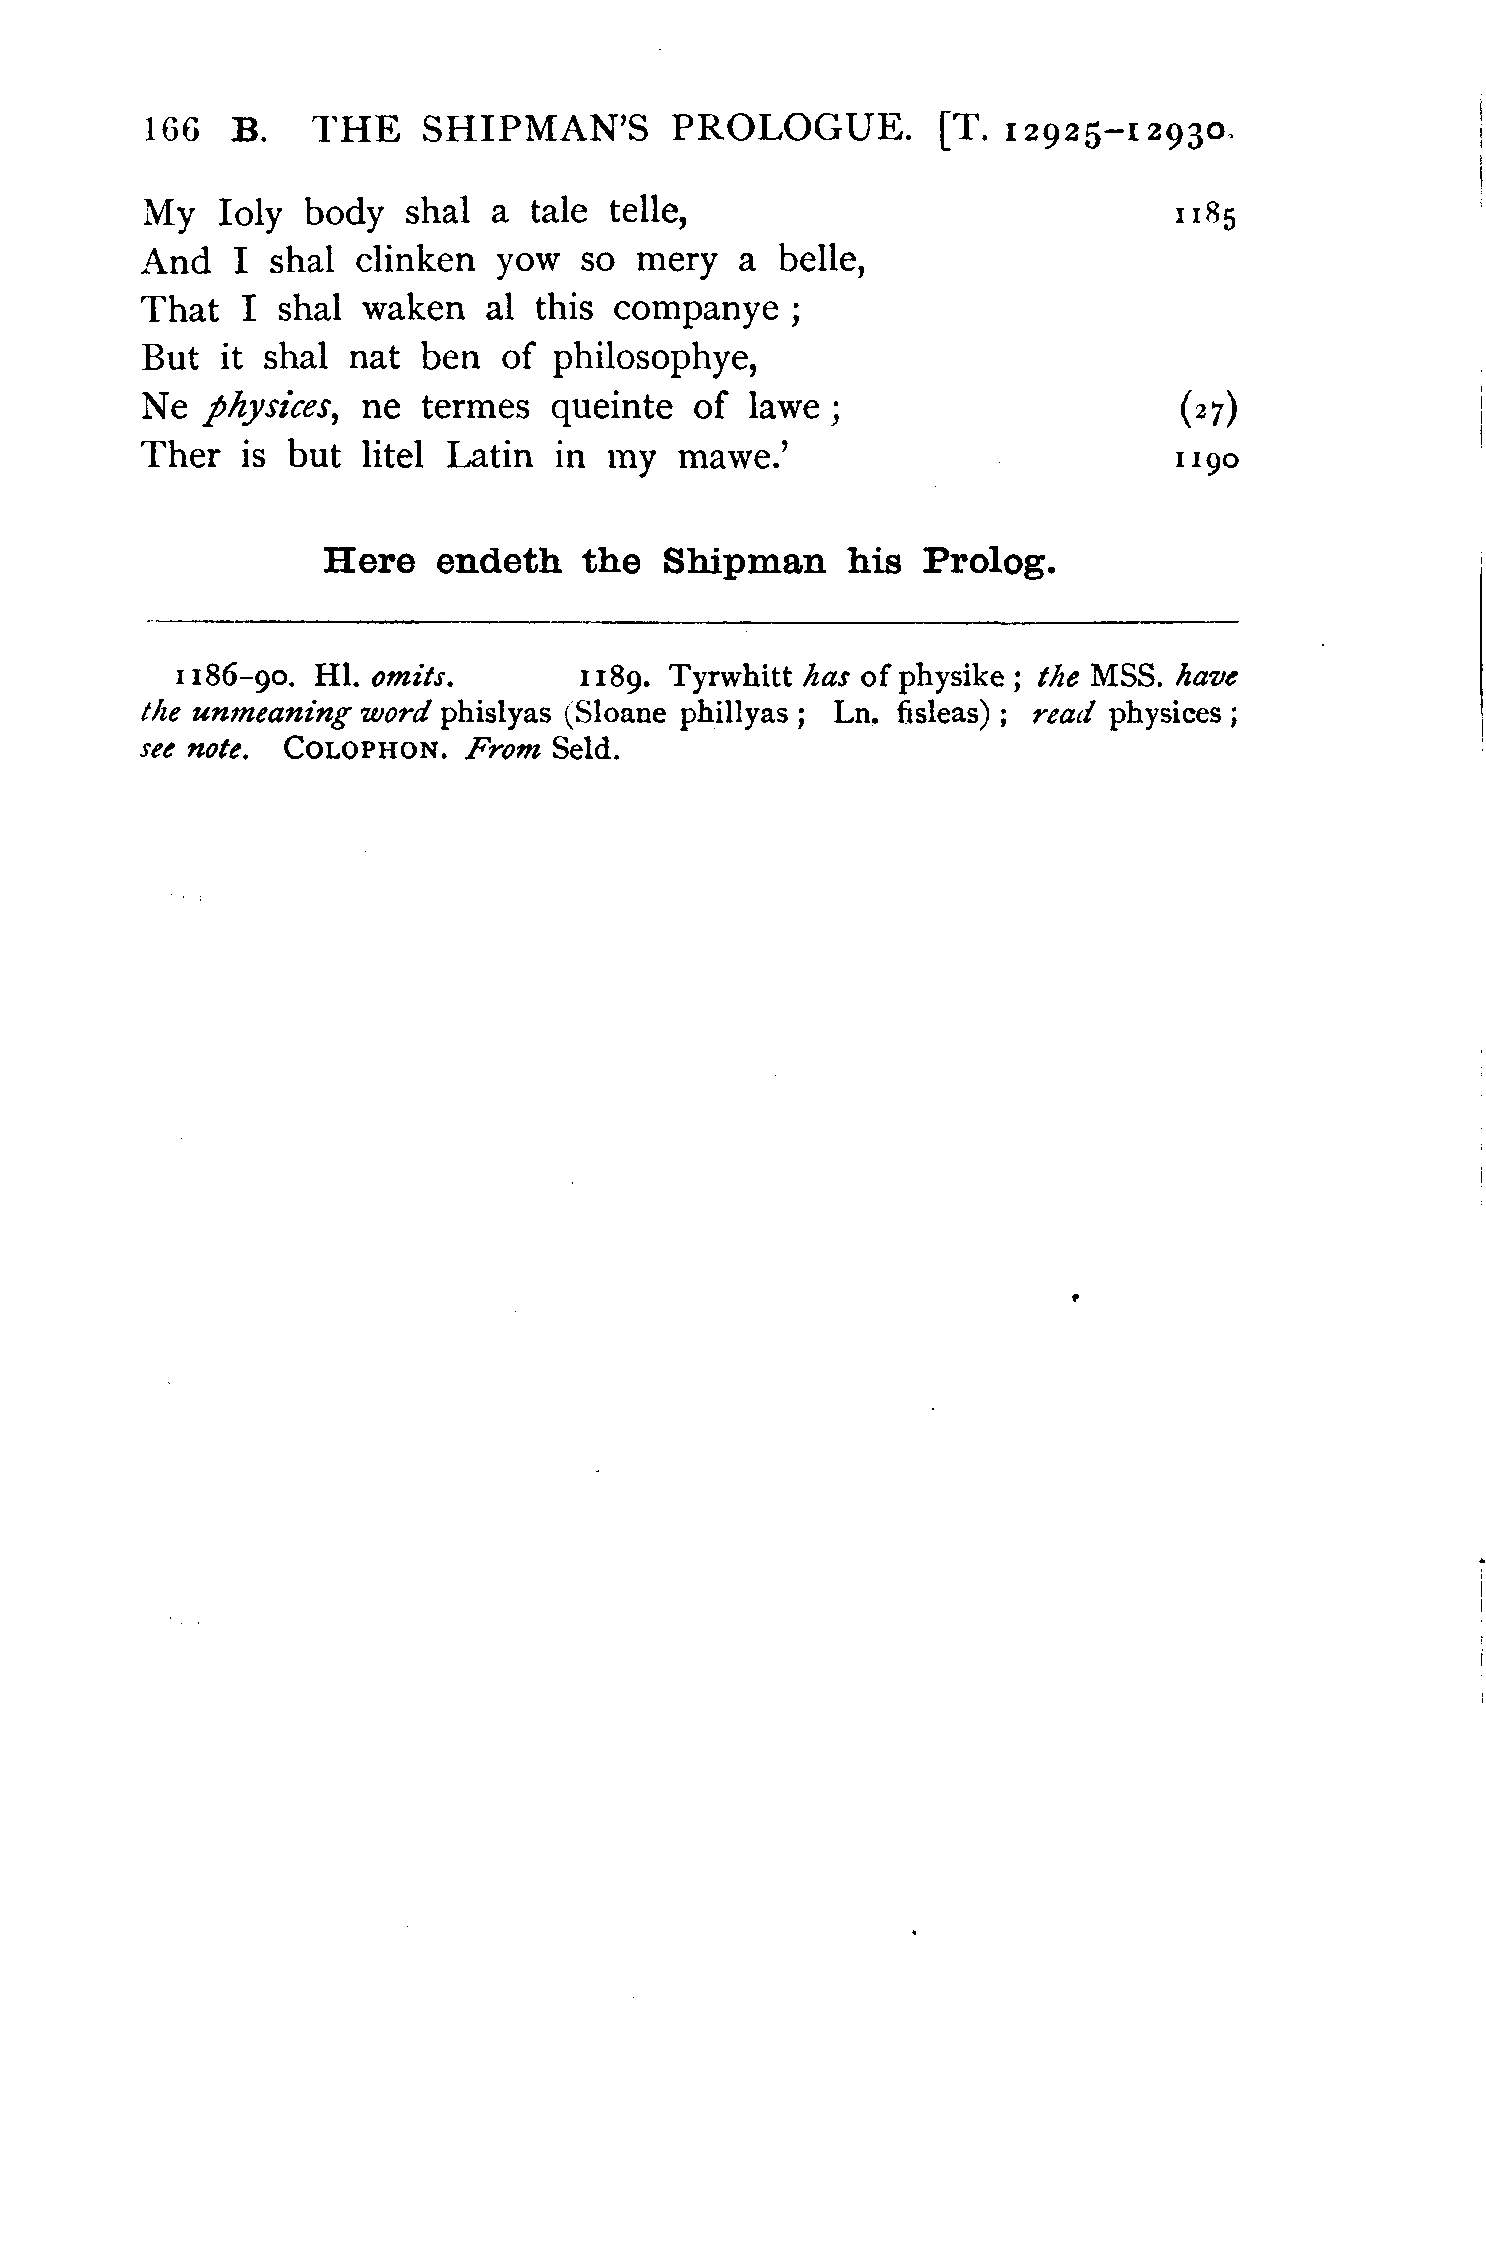 166 B. THE SHIPMAN'S PROLOGUE. [T. 12925-12930.
My Ioly body shal a tale telle, 1185
And I shal clinken yow so mery a belle,
That I shal waken al this companye ;
But it shal nat ben of philosophye,
Ne physices, ne termes queinte of lawe ; (27)
Ther is but litel Latin in my mawe.' 1190
Here endeth the Shipman his Prolog.
1186-90. Hl. omits. 1189. Tyrwhitt has of physike ; the MSS. have
the unmeaning word phislyas (Sloane phillyas ; Ln. fisleas) ; read physices ;
see note. COLOPHON. From Seld.